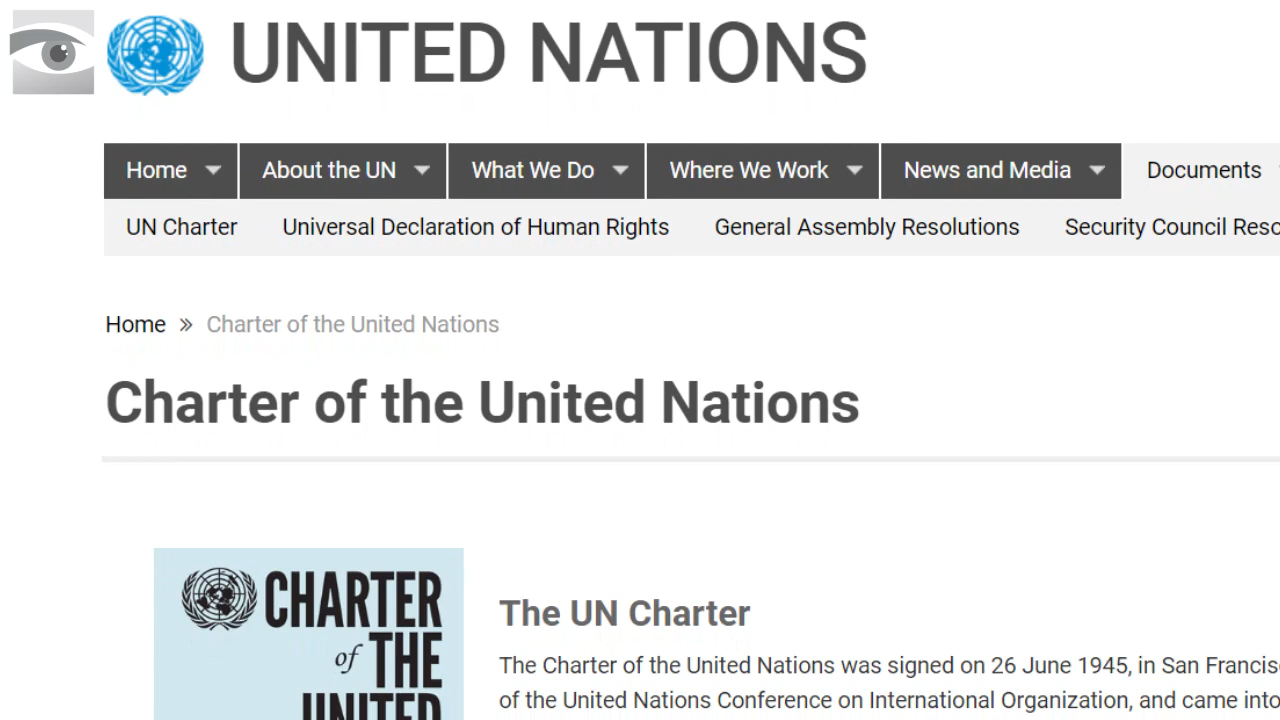 UNITED NATIONS
Home
About the UN
What We Do
Where We Work
News and Media
Documents
UN Charter
Universal Declaration of Human Rights
General Assembly Resolutions
Security Council
Home » Charter of the United Nations
Charter of the United Nations
CHARTER
of THE
UNITED
The UN Charter
The Charter of the United Nations was signed on 26 June 1945, in San
of the United Nations Conference on International Organization, and came into